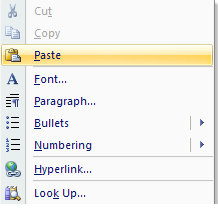 Cut
Copy
Paste
Font...
Paragraph...
Bullets
Numbering
Hyperlink...
Look Up...